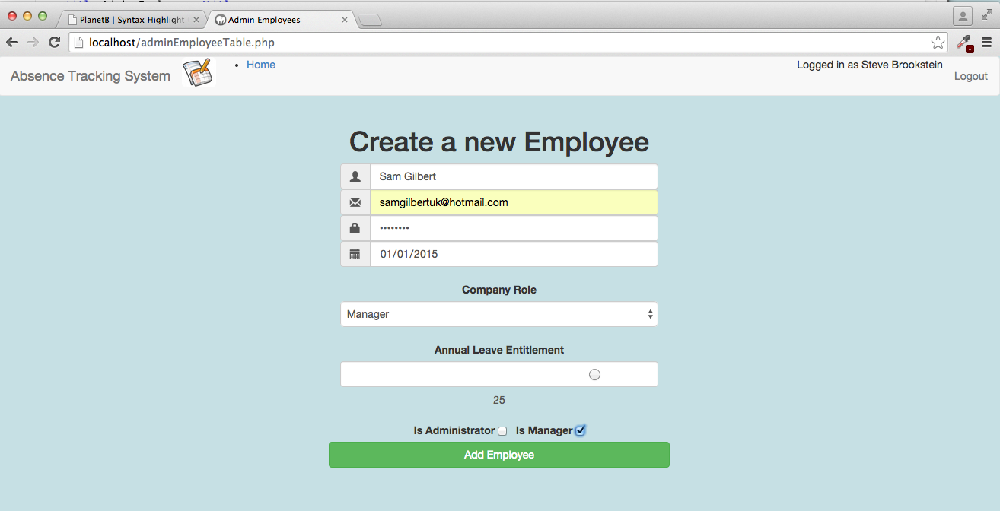 PlanetB | Syntax Highlight
Admin Employees
localhost/adminEmployeeTable.php
Absence Tracking System
Home
Logged in as Steve Brookstein
Logout
Create a new Employee
Sam Gilbert
samgilbertuk@hotmail.com
••••••••
01/01/2015
Company Role
Manager
Annual Leave Entitlement
25
Is Administrator Is Manager
Add Employee